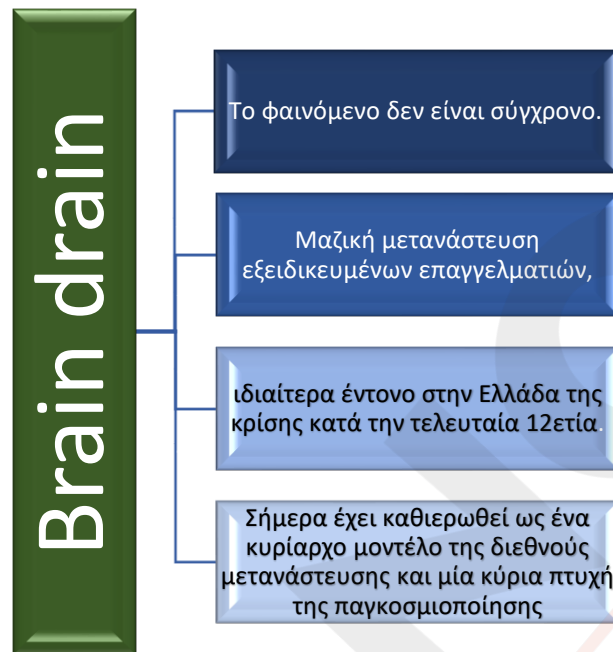 Brain drain
Το φαινόμενο δεν είναι σύγχρονο.
Μαζική μετανάστευση
εξειδικευμένων επαγγελματιών,
ιδιαίτερα έντονο στην Ελλάδα της
κρίσης κατά την τελευταία 12ετία.
Σήμερα έχει καθιερωθεί ως ένα
κυρίαρχο μοντέλο της διεθνούς
μετανάστευσης και μία κύρια πτυχή
της παγκοσμιοποίησης